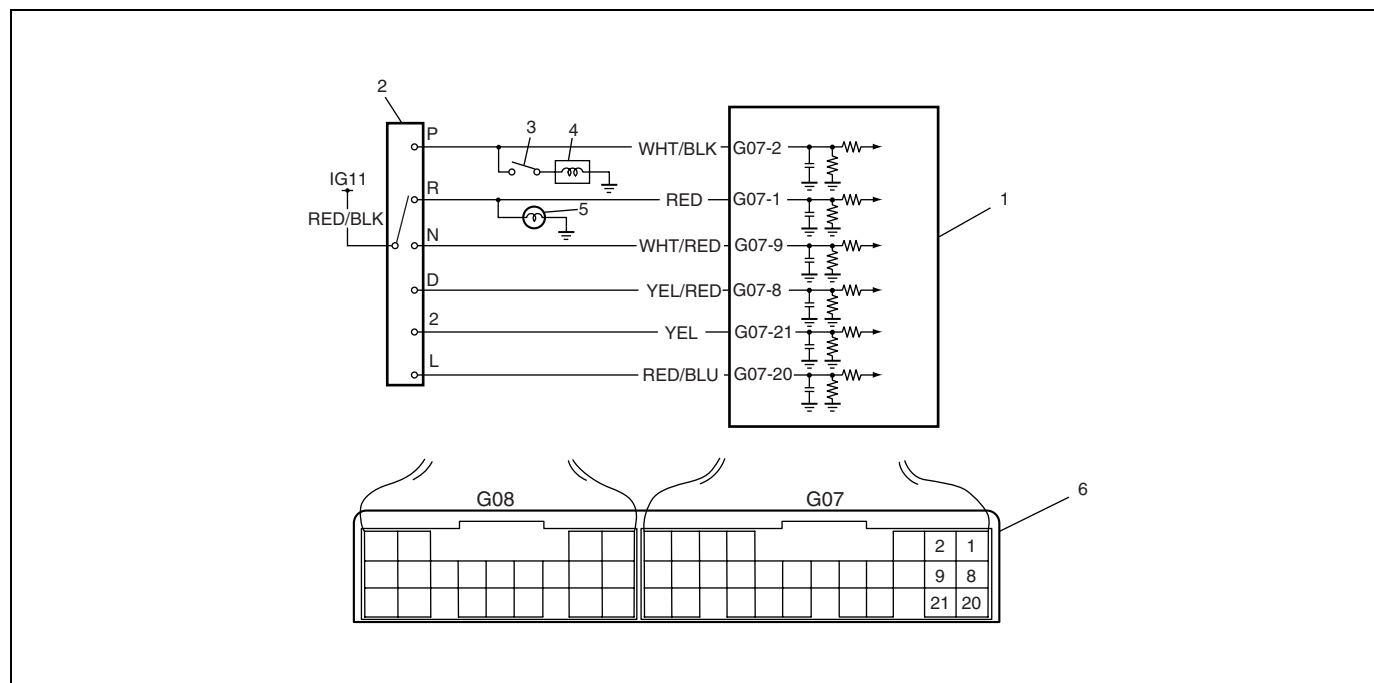 2
P
3
4
WHT/BLK
G07-2
IG11
R
RED
G07-1
1
RED/BLK
5
N
WHT/RED
G07-9
D
YEL/RED
G07-8
2
YEL
G07-21
L
RED/BLU
G07-20
G08
G07
6
2 1
9 8
21 20